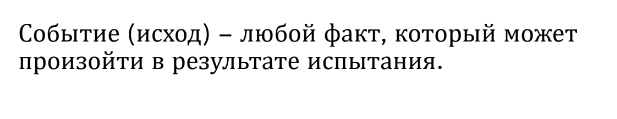 Событие (исход) – любой факт, который может
произойти в результате испытания.